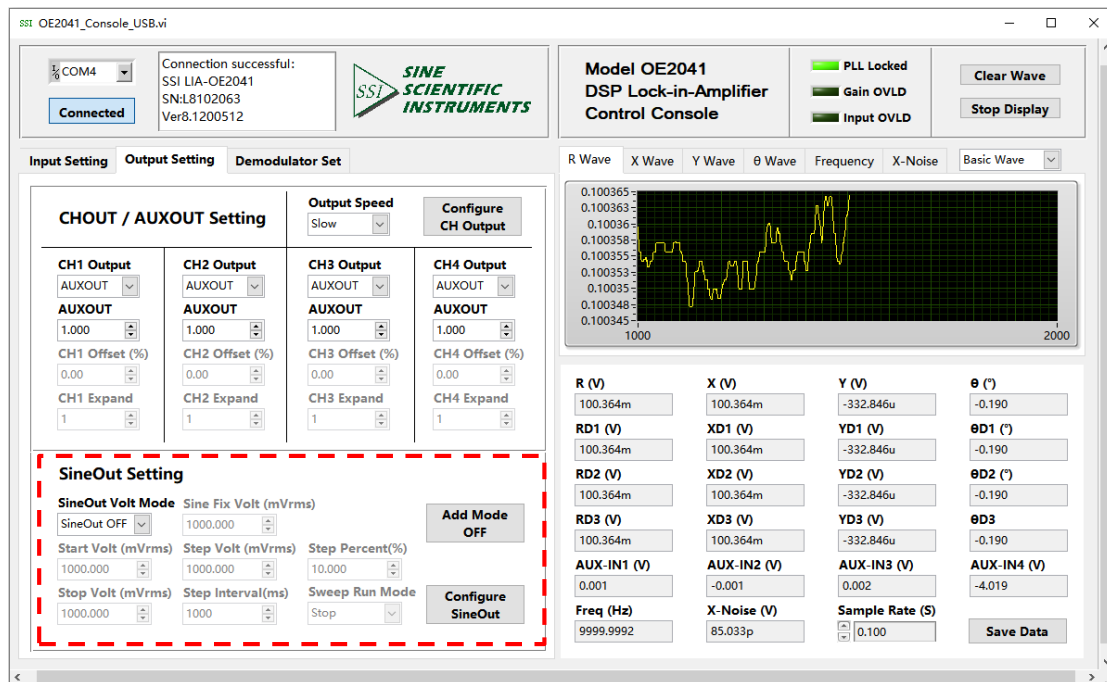 SSI OE2041_Console_USB.vi
I/O COM4
Connected
Connection successful:
SSI LIA-OE2041
SN:L8102063
Ver8.1200512
SSI SINE
SCIENTIFIC
INSTRUMENTS
Model OE2041
DSP Lock-in-Amplifier
Control Console
PLL Locked
Gain OVLD
Input OVLD
Clear Wave
Stop Display
Input Setting Output Setting Demodulator Set
CHOUT / AUXOUT Setting
Output Speed
Slow
Configure
CH Output
CH1 Output CH2 Output CH3 Output CH4 Output
AUXOUT AUXOUT AUXOUT AUXOUT
AUXOUT AUXOUT AUXOUT AUXOUT
1.000 1.000 1.000 1.000
CH1 Offset (%) CH2 Offset (%) CH3 Offset (%) CH4 Offset (%)
0.00 0.00 0.00 0.00
CH1 Expand CH2 Expand CH3 Expand CH4 Expand
1 1 1 1
SineOut Setting
SineOut Volt Mode Sine Fix Volt (mVrms)
SineOut OFF 1000.000
Add Mode
OFF
Start Volt (mVrms) Step Volt (mVrms) Step Percent(%)
1000.000 1000.000 10.000
Stop Volt (mVrms) Step Interval(ms) Sweep Run Mode
1000.000 1000 Stop
Configure
SineOut
R Wave X Wave Y Wave θ Wave Frequency X-Noise Basic Wave
0.100365
0.100363
0.10036
0.100358
0.100355
0.100353
0.10035
0.100348
0.100345
1000 2000
R (V) X (V) Y (V) θ (°)
100.364m 100.364m -332.846u -0.190
RD1 (V) XD1 (V) YD1 (V) θD1 (°)
100.364m 100.364m -332.846u -0.190
RD2 (V) XD2 (V) YD2 (V) θD2 (°)
100.364m 100.364m -332.846u -0.190
RD3 (V) XD3 (V) YD3 (V) θD3
100.364m 100.364m -332.846u -0.190
AUX-IN1 (V) AUX-IN2 (V) AUX-IN3 (V) AUX-IN4 (V)
0.001 -0.001 0.002 -4.019
Freq (Hz) X-Noise (V) Sample Rate (S)
9999.9992 85.033p 0.100 Save Data